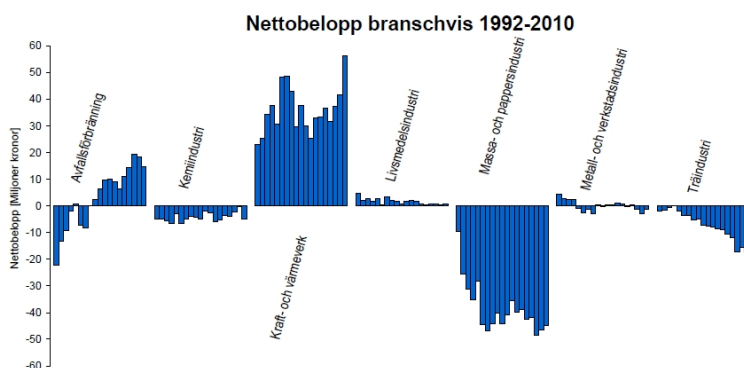 Nettobelopp branschvis 1992-2010
Nettobelopp [Miljoner kronor]
60
50
40
30
20
10
0
-10
-20
-30
-40
-50
-60
Avfallsförbränning
Kemiindustri
Kraft- och värmeverk
Livsmedelsindustri
Massa- och pappersindustri
Metall- och verkstadsindustri
Träindustri